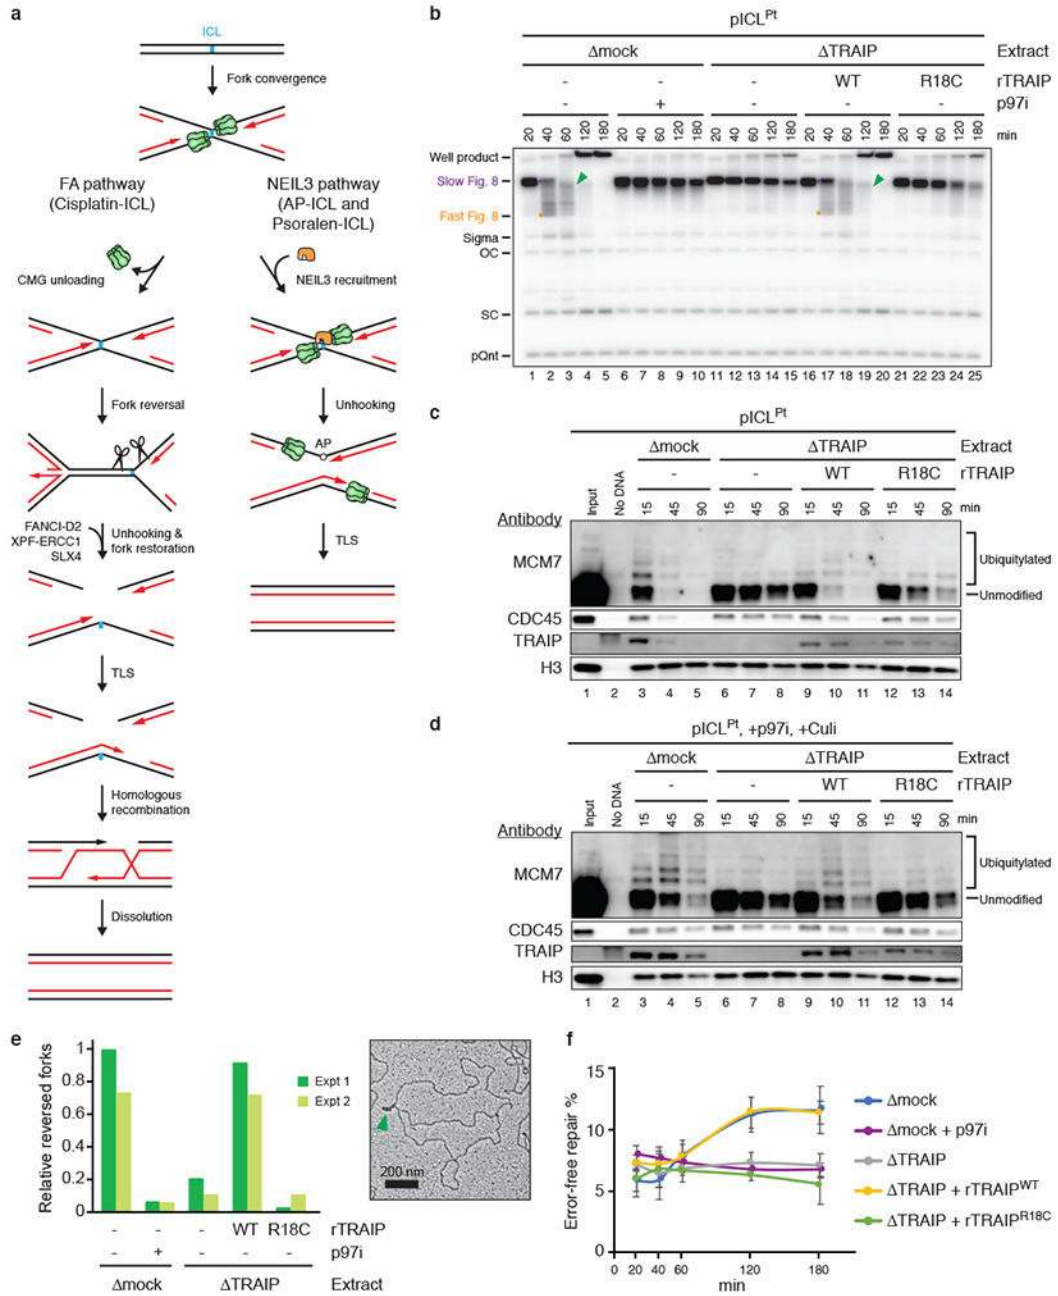 a
ICL
Fork convergence
FA pathway
(Cisplatin-ICL)
NEIL3 pathway
(AP-ICL and
Psoralen-ICL)
CMG unloading
NEIL3 recruitment
Fork reversal
Unhooking
AP
FANCI-D2
XPF-ERCC1
SLX4
Unhooking &
fork restoration
TLS
TLS
Homologous
recombination
Dissolution
b
pICLPt
Δmock ΔTRAIP Extract
- - - WT R18C rTRAIP
- + - - - p97i
20 40 60 120 180 20 40 60 120 180 20 40 60 120 180 20 40 60 120 180 20 40 60 120 180 min
Well product
Slow Fig. 8
Fast Fig. 8
Sigma
OC
SC
pQnt
1 2 3 4 5 6 7 8 9 10 11 12 13 14 15 16 17 18 19 20 21 22 23 24 25
c
pICLPt
Δmock ΔTRAIP Extract
- - WT R18C rTRAIP
Input No DNA 15 45 90 15 45 90 15 45 90 15 45 90 min
Antibody
MCM7
Ubiquitylated
Unmodified
CDC45
TRAIP
H3
1 2 3 4 5 6 7 8 9 10 11 12 13 14
d
pICLPt, +p97i, +Culi
Δmock ΔTRAIP Extract
- - WT R18C rTRAIP
Input No DNA 15 45 90 15 45 90 15 45 90 15 45 90 min
Antibody
MCM7
Ubiquitylated
Unmodified
CDC45
TRAIP
H3
1 2 3 4 5 6 7 8 9 10 11 12 13 14
e
Relative reversed forks
1
0.8
0.6
0.4
0.2
0
Expt 1
Expt 2
- - - WT R18C rTRAIP
- + - - - p97i
Δmock ΔTRAIP Extract
200 nm
f
Error-free repair %
15
10
5
0
0 20 40 60 120 180
min
Δmock
Δmock + p97i
ΔTRAIP
ΔTRAIP + rTRAIPWT
ΔTRAIP + rTRAIPR18C